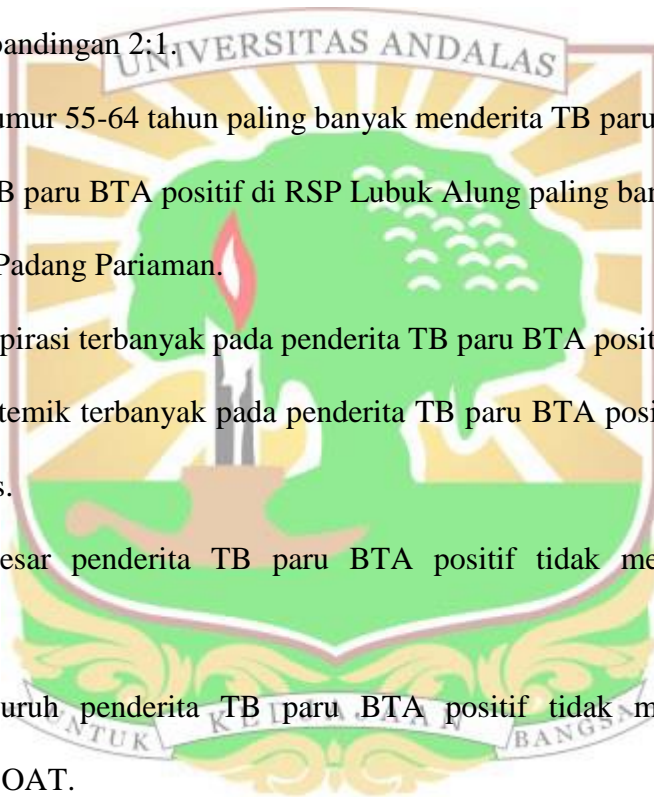 bandingan 2:1.
UNIVERSITAS ANDALAS
umur 55-64 tahun paling banyak menderita TB paru
B paru BTA positif di RSP Lubuk Alung paling ban
Padang Pariaman.
pirasi terbanyak pada penderita TB paru BTA posit
temik terbanyak pada penderita TB paru BTA posi
s.
esar penderita TB paru BTA positif tidak me
uruh penderita TB paru BTA positif tidak m
UNTUK KEDJAJAAN BANGSA
OAT.